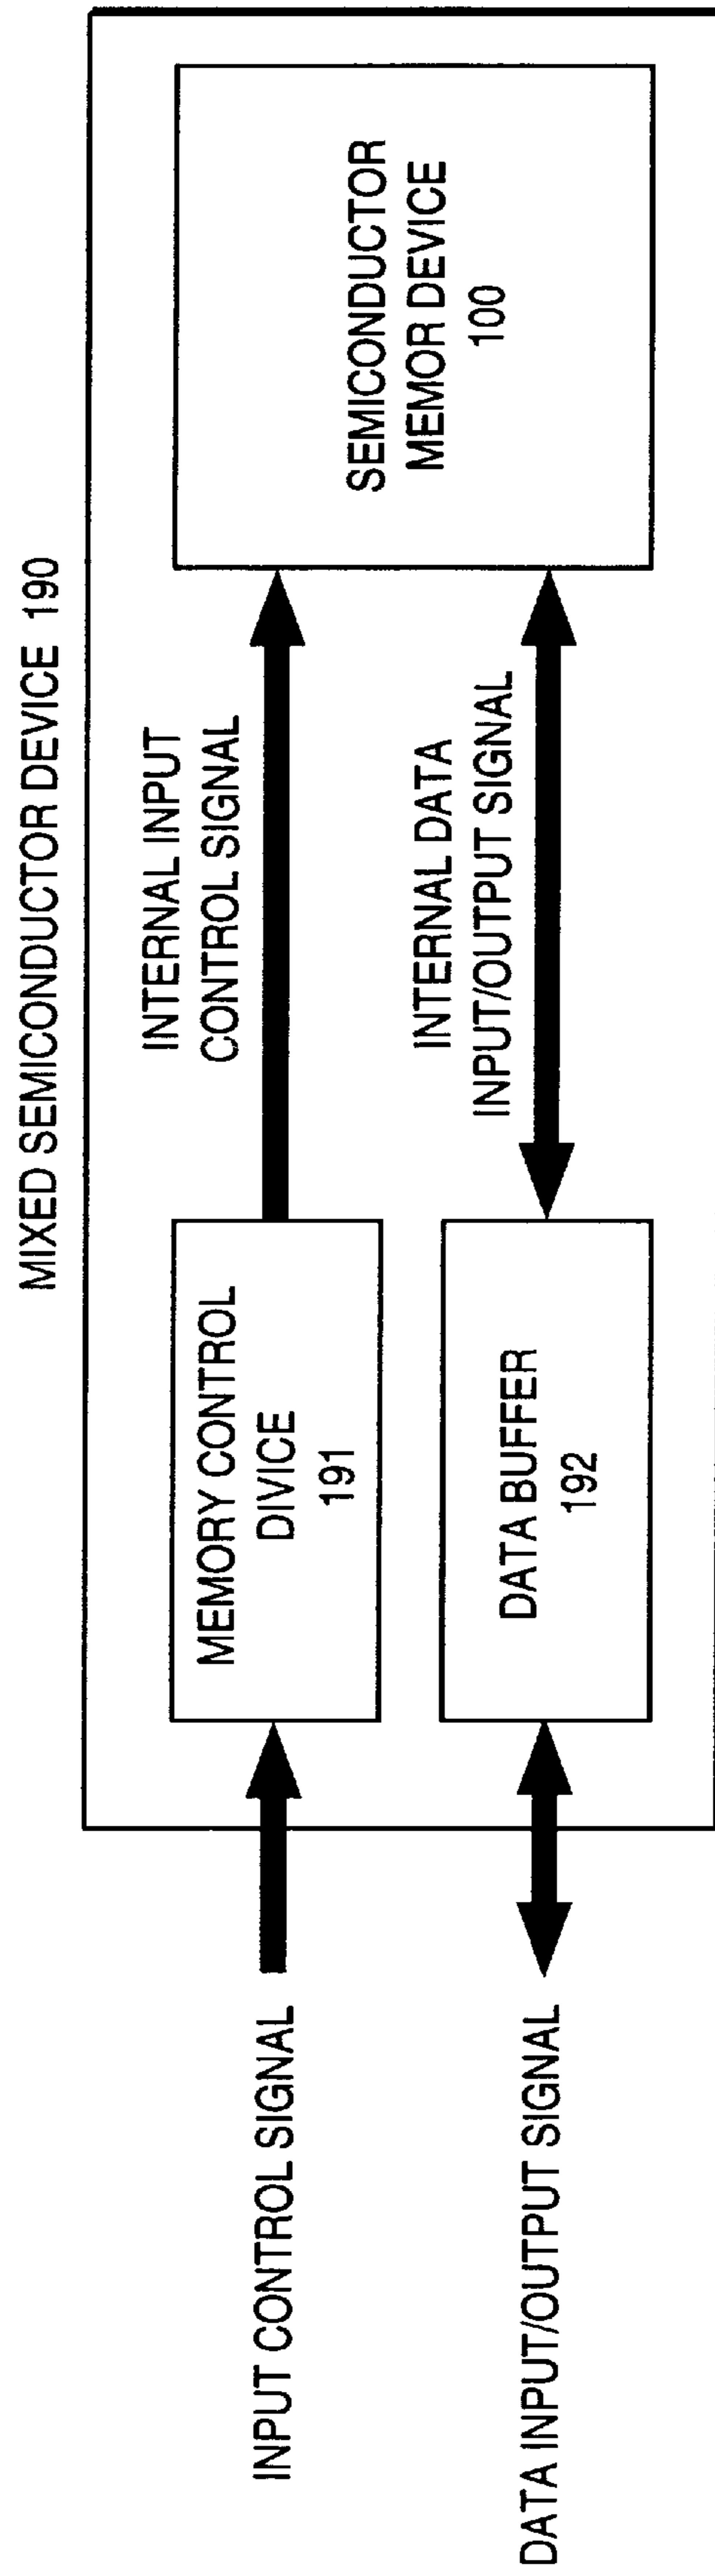 MIXED SEMICONDUCTOR DEVICE 190
INPUT CONTROL SIGNAL
MEMORY CONTROL
DIVICE
191
INTERNAL INPUT
CONTROL SIGNAL
SEMICONDUCTOR
MEMOR DEVICE
100
DATA INPUT/OUTPUT SIGNAL
DATA BUFFER
192
INTERNAL DATA
INPUT/OUTPUT SIGNAL